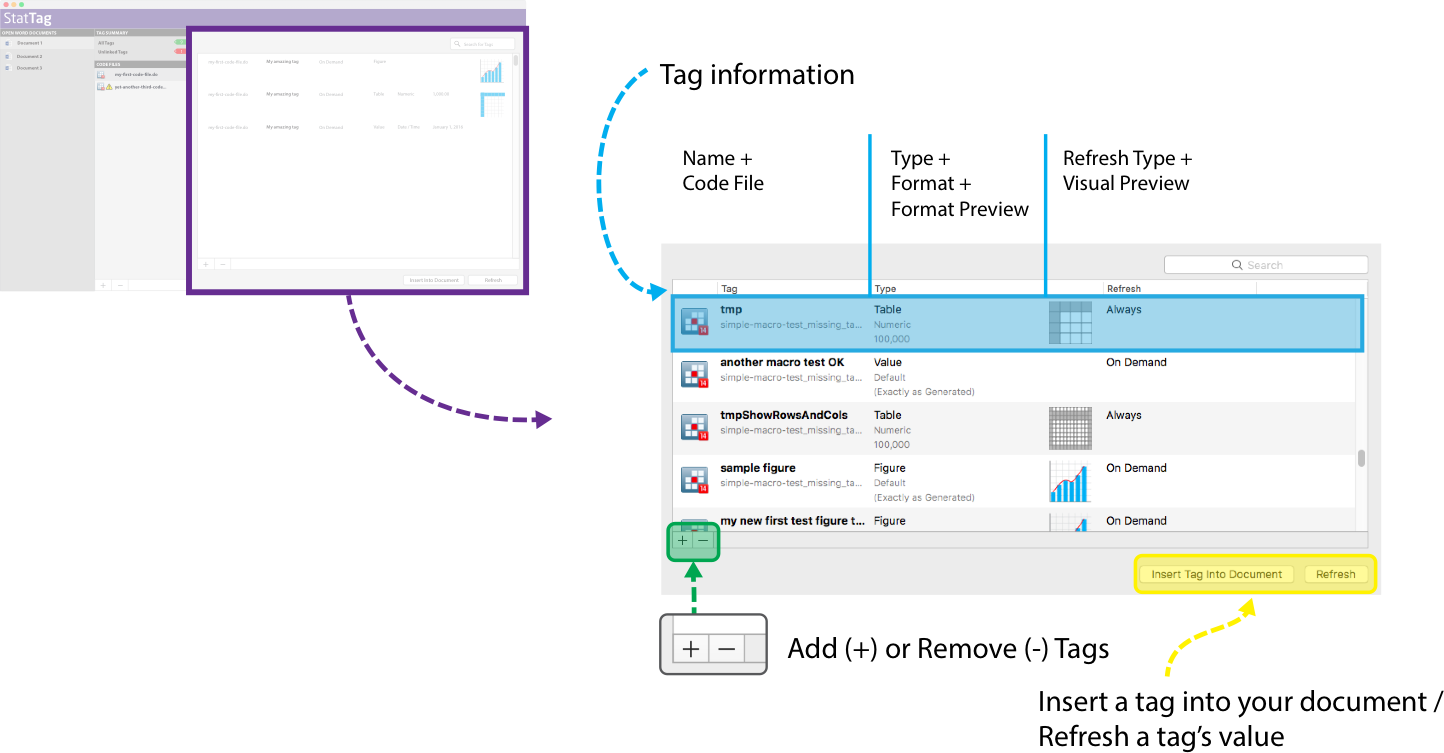 StatTag
OPEN WORD DOCUMENTS
Document 1
Document 2
Document 3
TAG SUMMARY
All Tags
Unlinked Tags
CODE FILES
my-first-code-file.do
yet-another-third-code...
Search for Tags
my-first-code-file.do My amazing tag On Demand Figure
my-first-code-file.do My amazing tag On Demand Table Numeric
my-first-code-file.do My amazing tag On Demand Value Date / Time January 1, 2016
+ −
+ −
Insert Into Document Refresh
Tag information
Name +
Code File
Type +
Format +
Format Preview
Refresh Type +
Visual Preview
Search
Tag Type Refresh
tmp Table Always
simple-macro-test_missing_ta... Numeric
14
100,000
another macro test OK Value On Demand
simple-macro-test_missing_ta... Default
14
(Exactly as Generated)
tmpShowRowsAndCols Table Always
simple-macro-test_missing_ta... Numeric
14
100,000
sample figure Figure On Demand
simple-macro-test_missing_ta... Default
14
(Exactly as Generated)
my new first test figure t... Figure On Demand
+ −
Insert Tag Into Document Refresh
+ −
Add (+) or Remove (-) Tags
Insert a tag into your document /
Refresh a tag's value